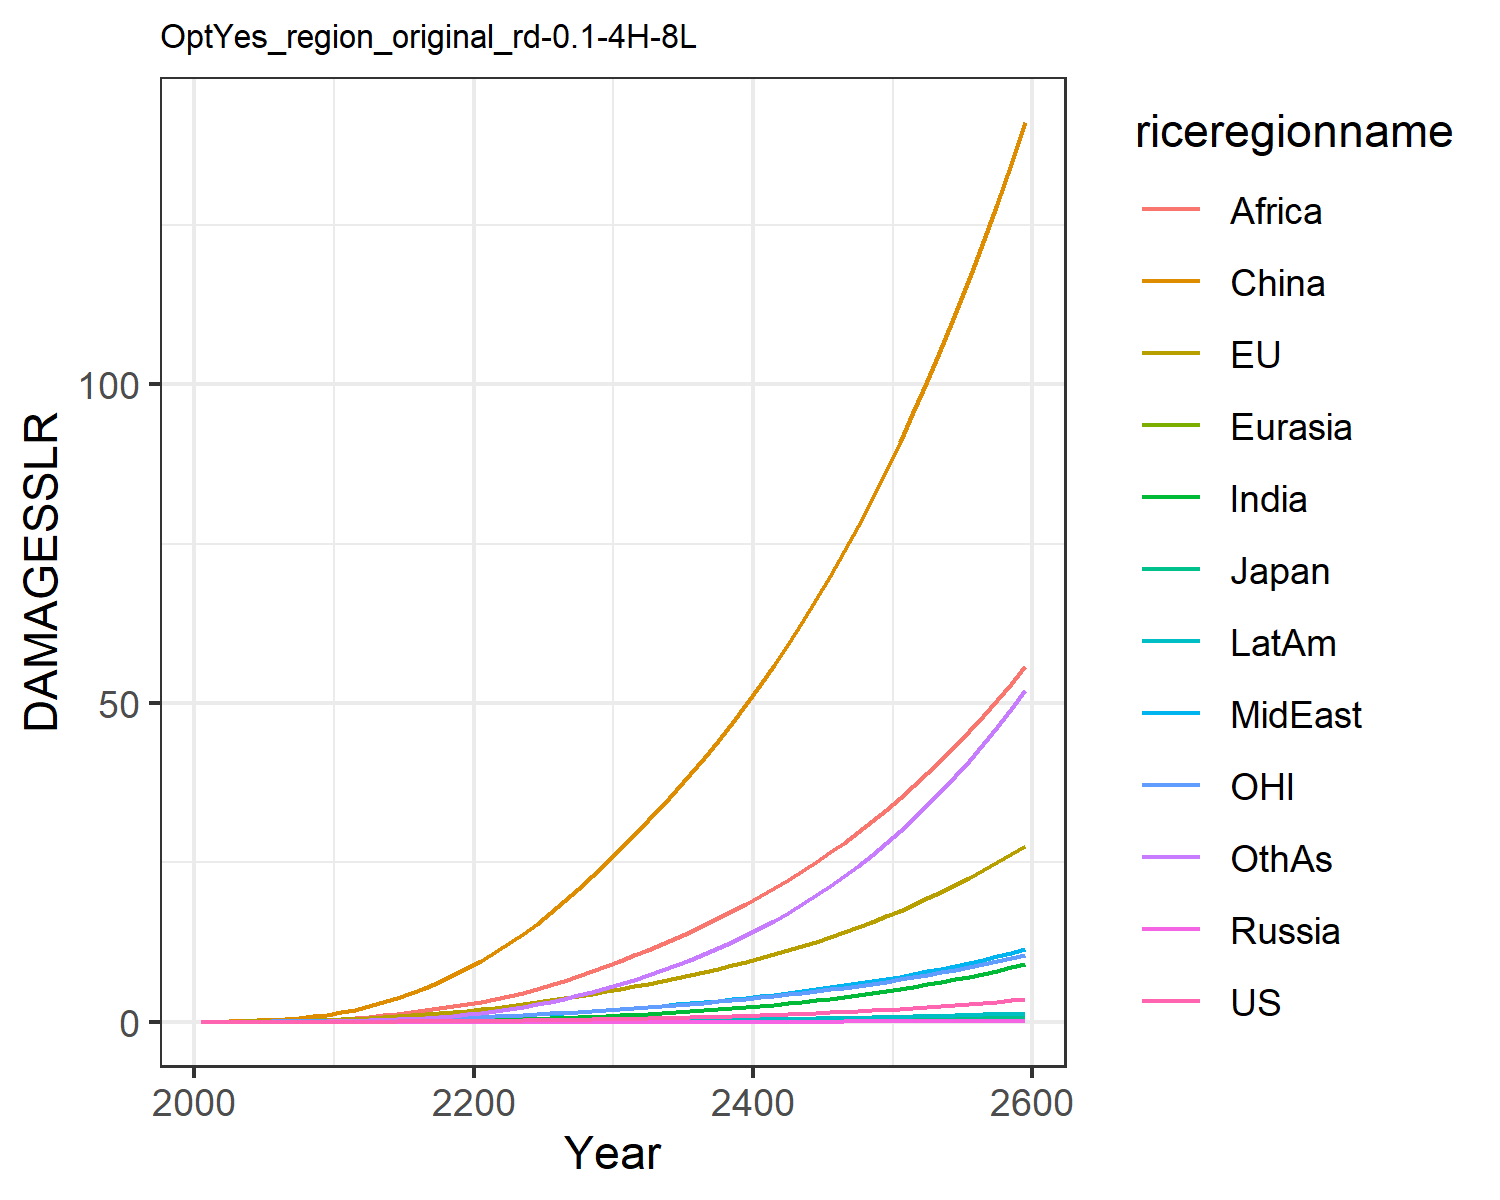 OptYes_region_original_rd-0.1-4H-8L
DAMAGESSLR
100
50
0
2000
2200
2400
2600
Year
riceregionname
Africa
China
EU
Eurasia
India
Japan
LatAm
MidEast
OHI
OthAs
Russia
US